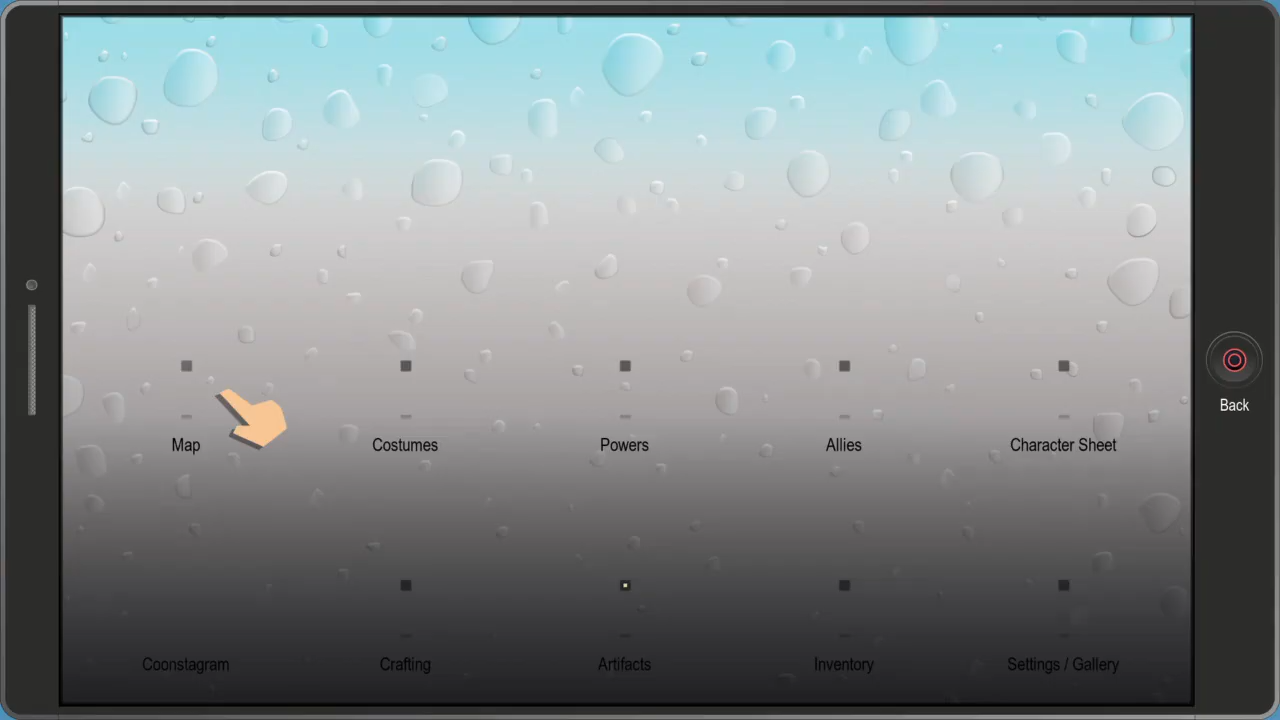 Back
Map
Costumes
Powers
Allies
Character Sheet
Coonstagram
Crafting
Artifacts
Inventory
Settings / Gallery